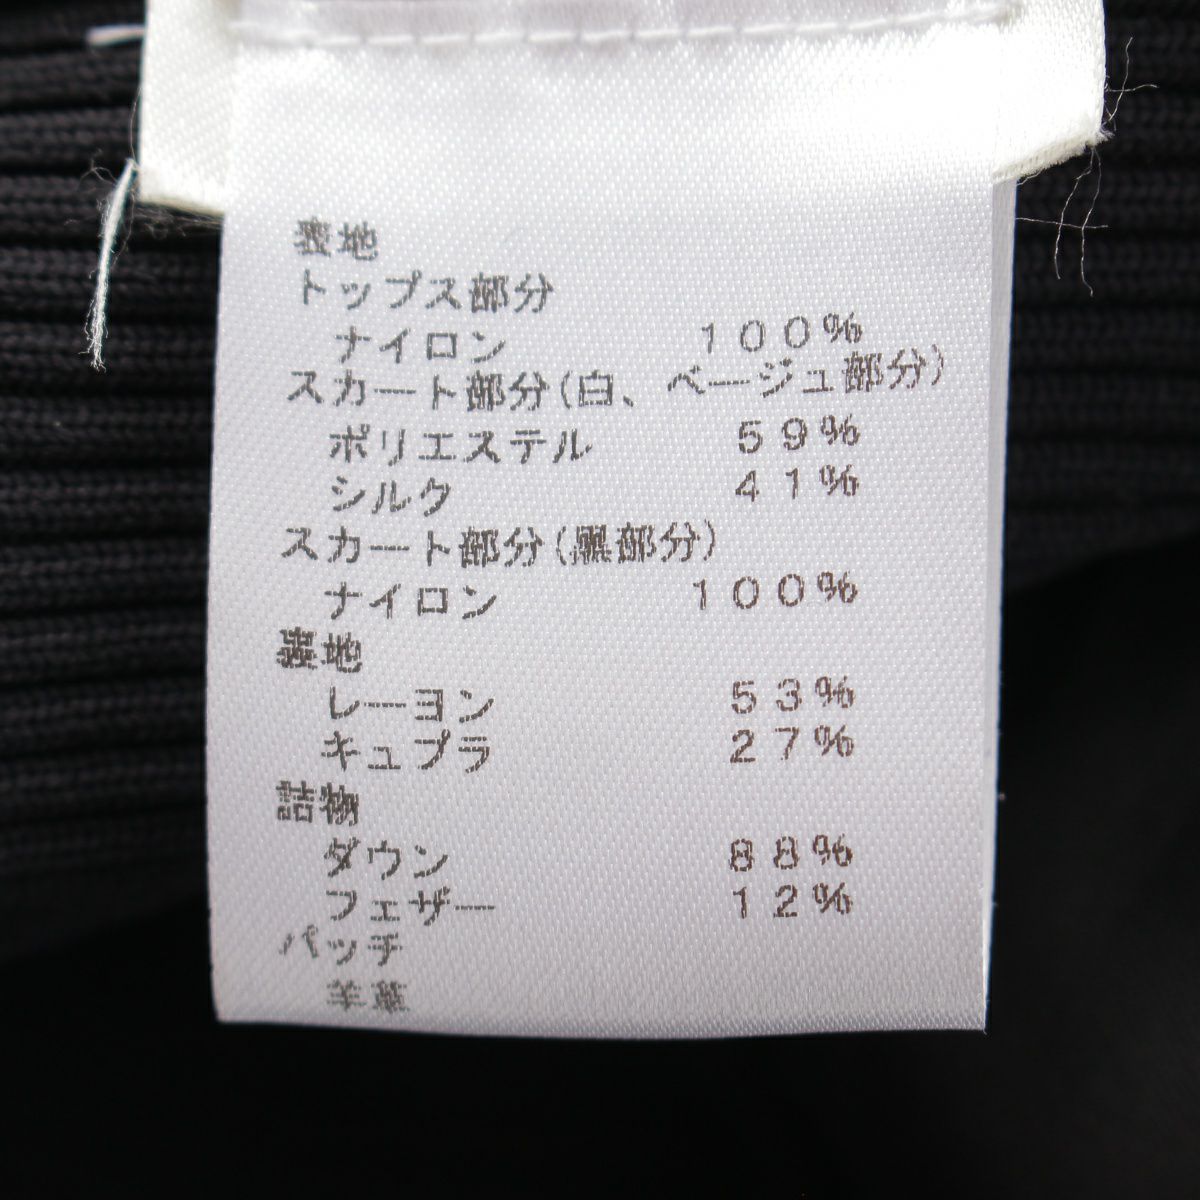 表地
トップス部分
ナイロン 100%
スカート部分(白、ベージュ部分)
ポリエステル 59%
シルク 41%
スカート部分(黒部分)
ナイロン 100%
裏地
レーヨン 53%
キュプラ 27%
詰物
ダウン 88%
フェザー 12%
パッチ
羊革